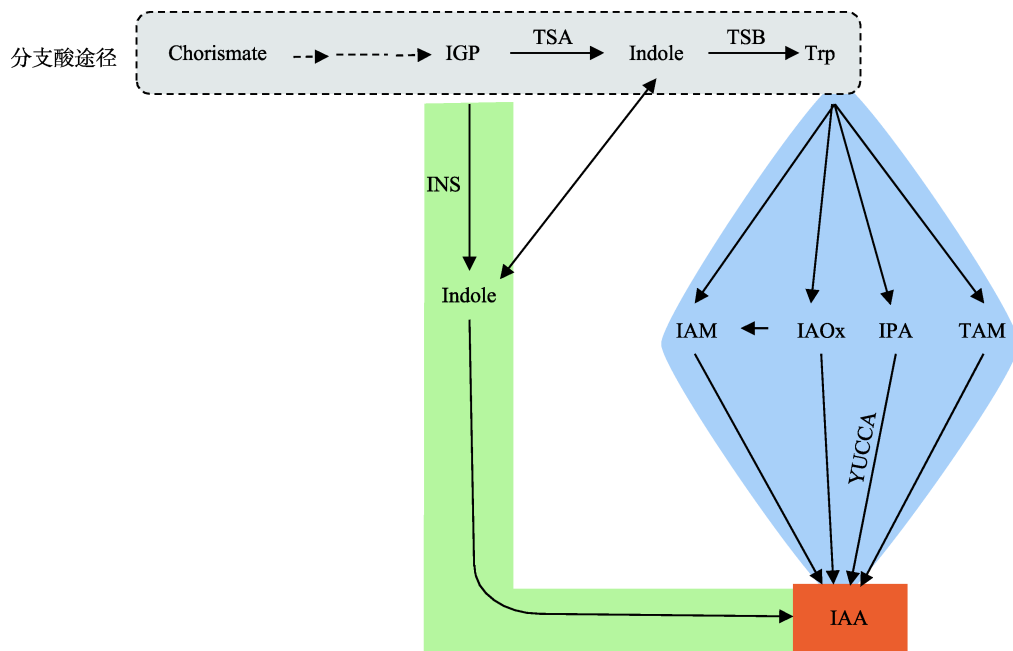 分支酸途径
Chorismate
IGP
TSA
Indole
TSB
Trp
INS
Indole
IAM
IAOx
IPA
TAM
YUCCA
IAA